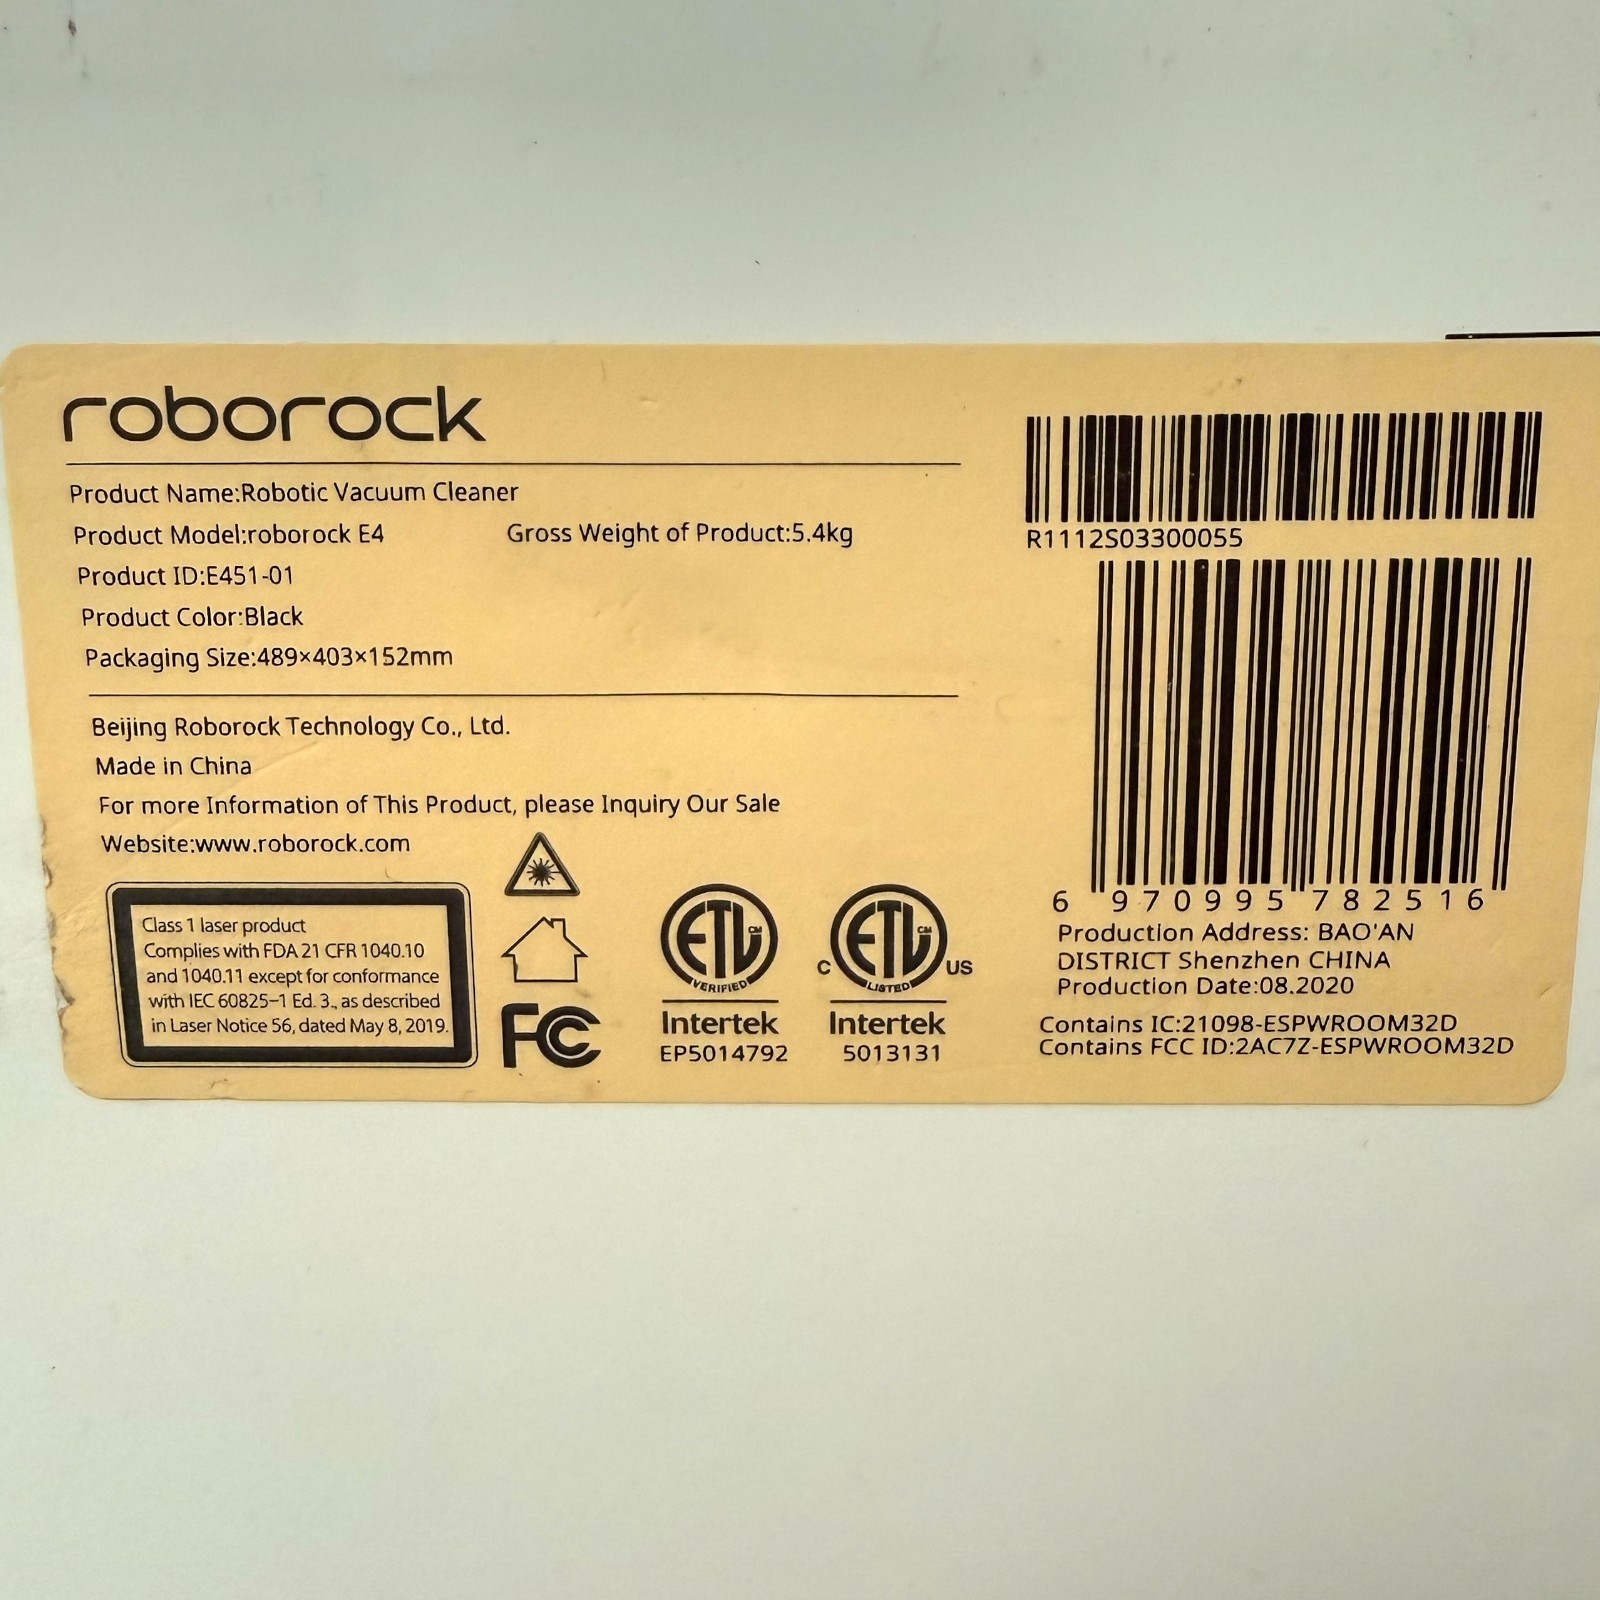 roborock
Product Name:Robotic Vacuum Cleaner
Product Model:roborock E4
Gross Weight of Product:5.4kg
Product ID:E451-01
Product Color:Black
Packaging Size:489×403×152mm
Beijing Roborock Technology Co., Ltd.
Made in China
For more Information of This Product, please Inquiry Our Sale
Website:www.roborock.com
Class 1 laser product
Complies with FDA 21 CFR 1040.10
and 1040.11 except for conformance
with IEC 60825-1 Ed. 3., as described
in Laser Notice 56, dated May 8, 2019.
FC
ETL CM
VERIFIED
Intertek
EP5014792
C ETL CM US
LISTED
Intertek
5013131
R1112S03300055
6 970995 782516
Production Address: BAO'AN
DISTRICT Shenzhen CHINA
Production Date:08.2020
Contains IC:21098-ESPWROOM32D
Contains FCC ID:2AC7Z-ESPWROOM32D